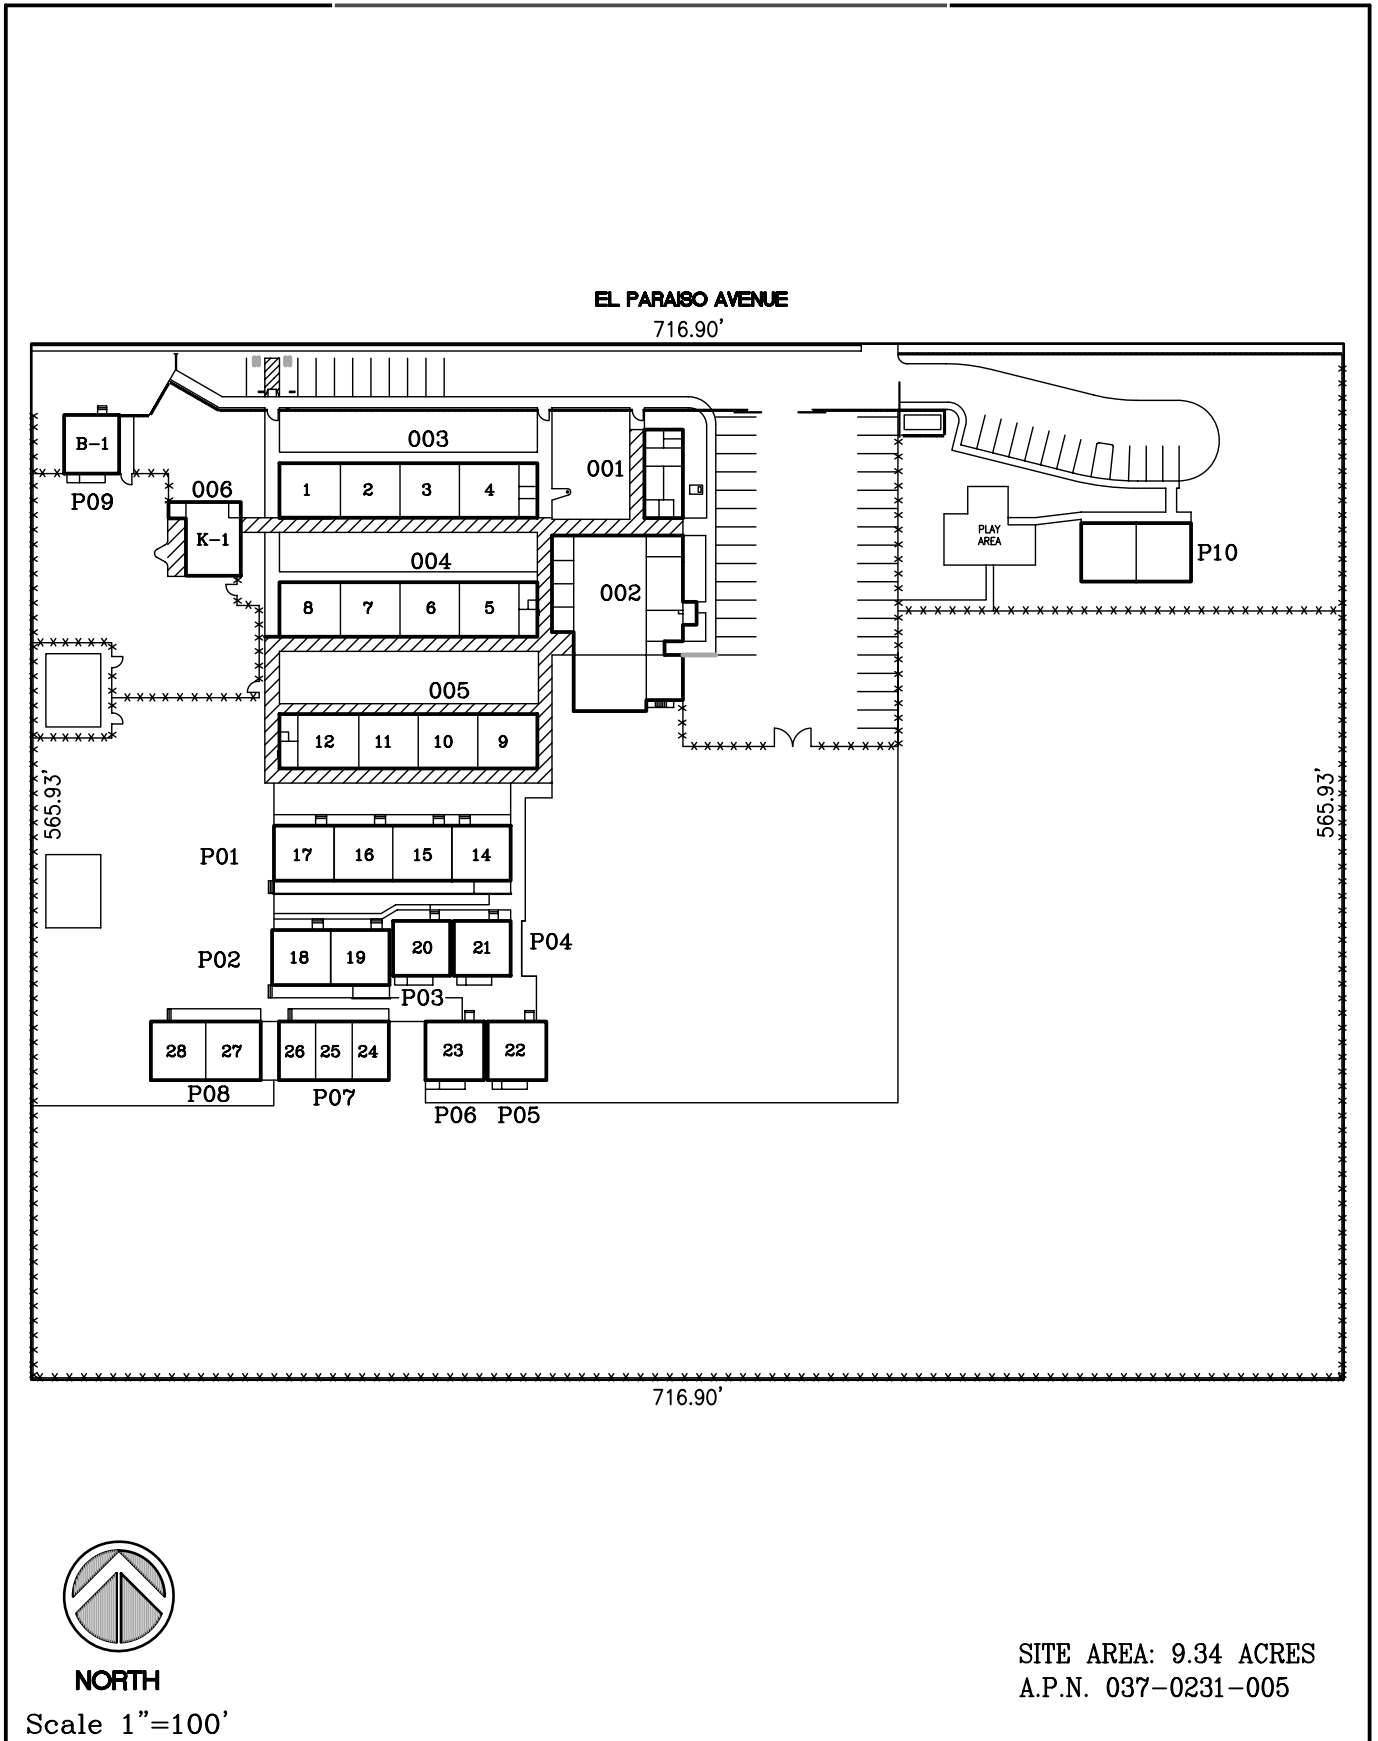 EL PARAISO AVENUE
716.90'
003
B-1
001
1 2 3 4
006
P09
K-1
PLAY
AREA
P10
004
002
8 7 6 5
005
12 11 10 9
565.93'
565.93'
P01
17 16 15 14
P04
20 21
P02
18 19
P03
28 27 26 25 24 23 22
P08
P07
P06 P05
716.90'
NORTH
Scale 1"=100'
SITE AREA: 9.34 ACRES
A.P.N. 037-0231-005